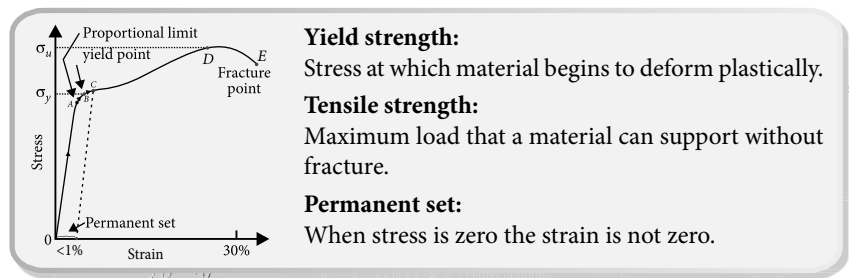 Proportional limit
yield point
σu
D
E
Fracture
point
σy
A
B
C
Stress
Permanent set
0
<1%
Strain
30%
Yield strength:
Stress at which material begins to deform plastically.
Tensile strength:
Maximum load that a material can support without
fracture.
Permanent set:
When stress is zero the strain is not zero.